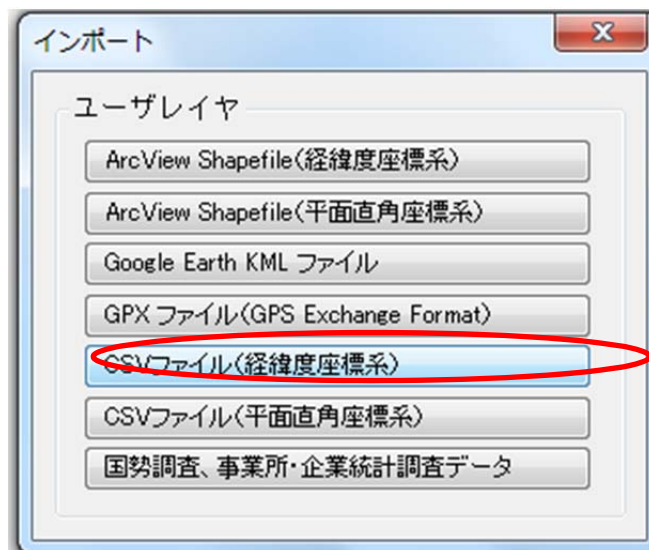 インポート
ユーザレイヤ
ArcView Shapefile(経緯度座標系)
ArcView Shapefile(平面直角座標系)
Google Earth KML ファイル
GPX ファイル(GPS Exchange Format)
CSVファイル(経緯度座標系)
CSVファイル(平面直角座標系)
国勢調査、事業所・企業統計調査データ